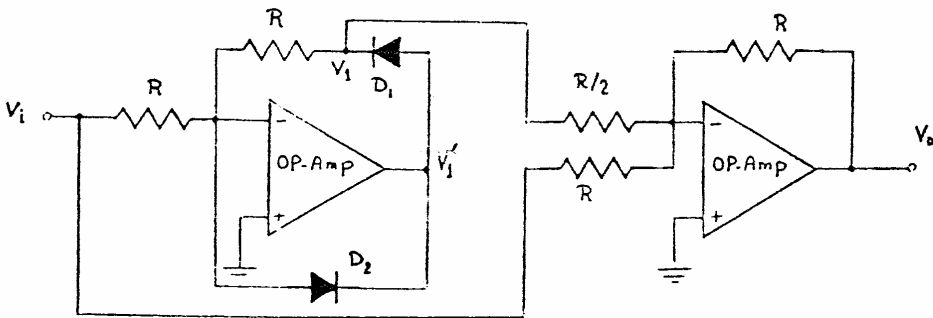 R
R
V₁
D₁
R/2
R
Vi
R
-
+
OP-Amp
V₁′
D₂
R
-
+
OP-Amp
V₀